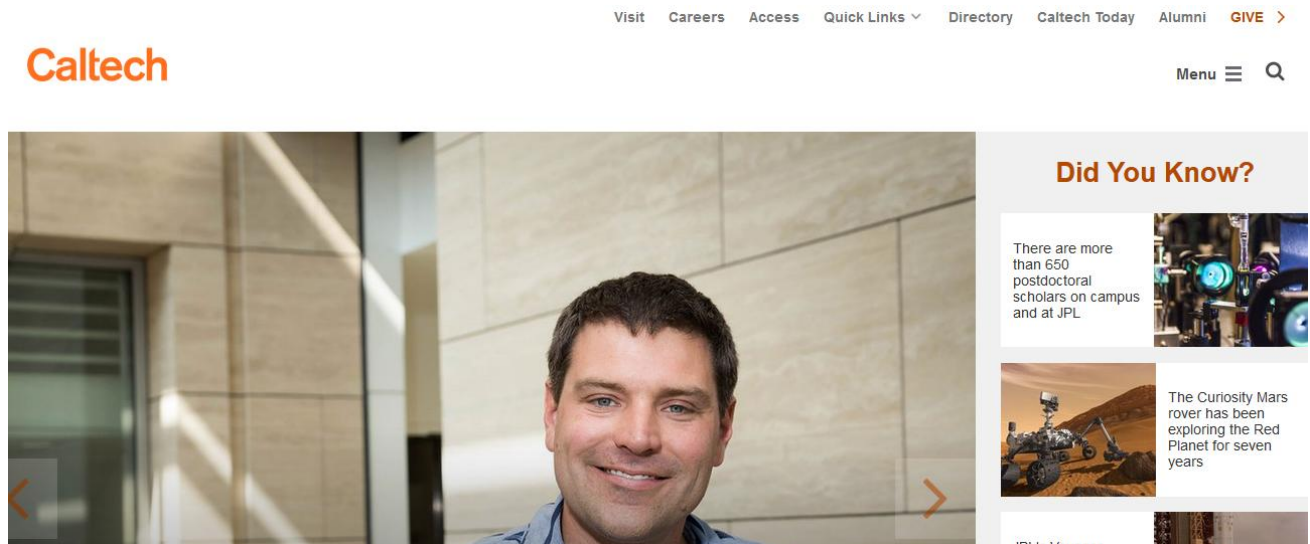 Visit Careers Access Quick Links Directory Caltech Today Alumni GIVE
Caltech
Menu
Did You Know?
There are more
than 650
postdoctoral
scholars on campus
and at JPL
The Curiosity Mars
rover has been
exploring the Red
Planet for seven
years